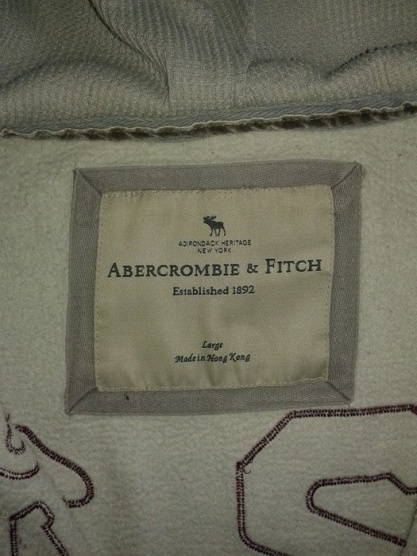 ADIRONDACK HERITAGE
NEW YORK
ABERCROMBIE & FITCH
Established 1892
Large
Made in Hong Kong